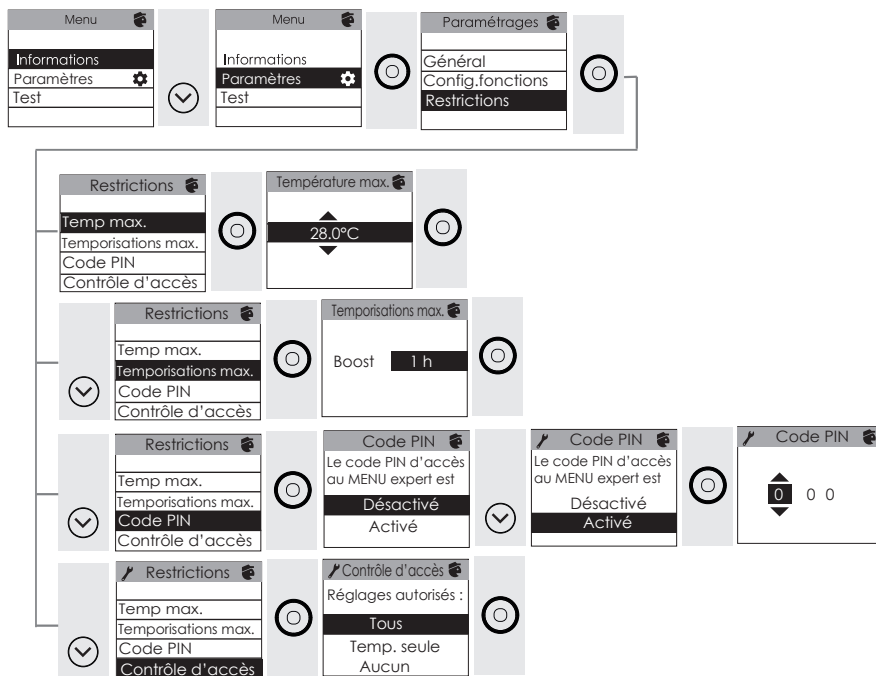 Menu
Informations
Paramètres
Test
Menu
Informations
Paramètres
Test
Paramétrages
Général
Config.fonctions
Restrictions
Restrictions
Temp max.
Temporisations max.
Code PIN
Contrôle d'accès
Température max.
28.0°C
Restrictions
Temp max.
Temporisations max.
Code PIN
Contrôle d'accès
Temporisations max.
Boost 1 h
Restrictions
Temp max.
Temporisations max.
Code PIN
Contrôle d'accès
Code PIN
Le code PIN d'accès
au MENU expert est
Désactivé
Activé
Code PIN
Le code PIN d'accès
au MENU expert est
Désactivé
Activé
Code PIN
0 0 0
Restrictions
Temp max.
Temporisations max.
Code PIN
Contrôle d'accès
Contrôle d'accès
Réglages autorisés :
Tous
Temp. seule
Aucun